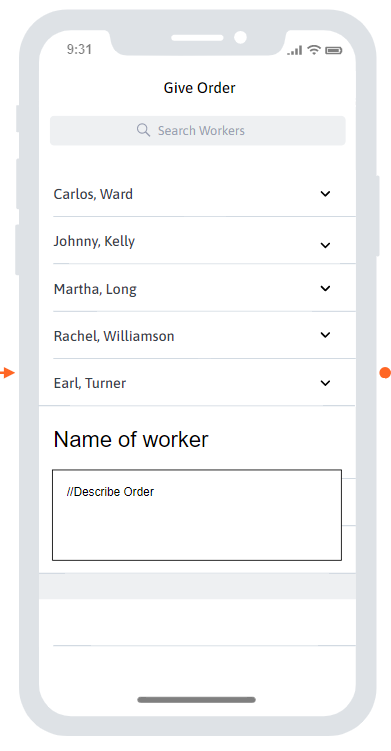 9:31
Give Order
Search Workers
Carlos, Ward
Johnny, Kelly
Martha, Long
Rachel, Williamson
Earl, Turner
Name of worker
//Describe Order